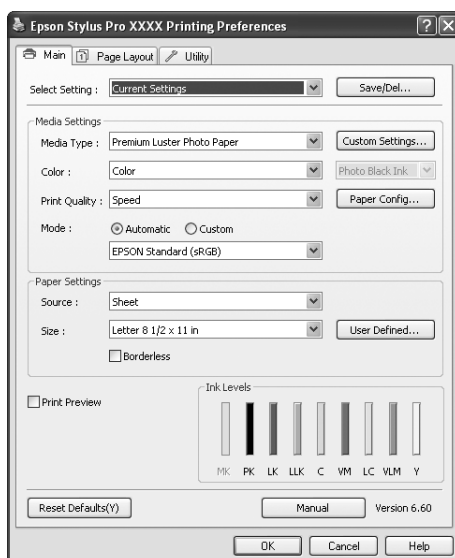 Epson Stylus Pro XXXX Printing Preferences
Main Page Layout Utility
Select Setting : Current Settings Save/Del...
Media Settings
Media Type : Premium Luster Photo Paper Custom Settings...
Color : Color Photo Black Ink
Print Quality : Speed Paper Config...
Mode : Automatic Custom
EPSON Standard (sRGB)
Paper Settings
Source : Sheet
Size : Letter 8 1/2 x 11 in User Defined...
Borderless
Print Preview
Ink Levels
MK PK LK LLK C VM LC VLM Y
Reset Defaults(Y) Manual Version 6.60
OK Cancel Help